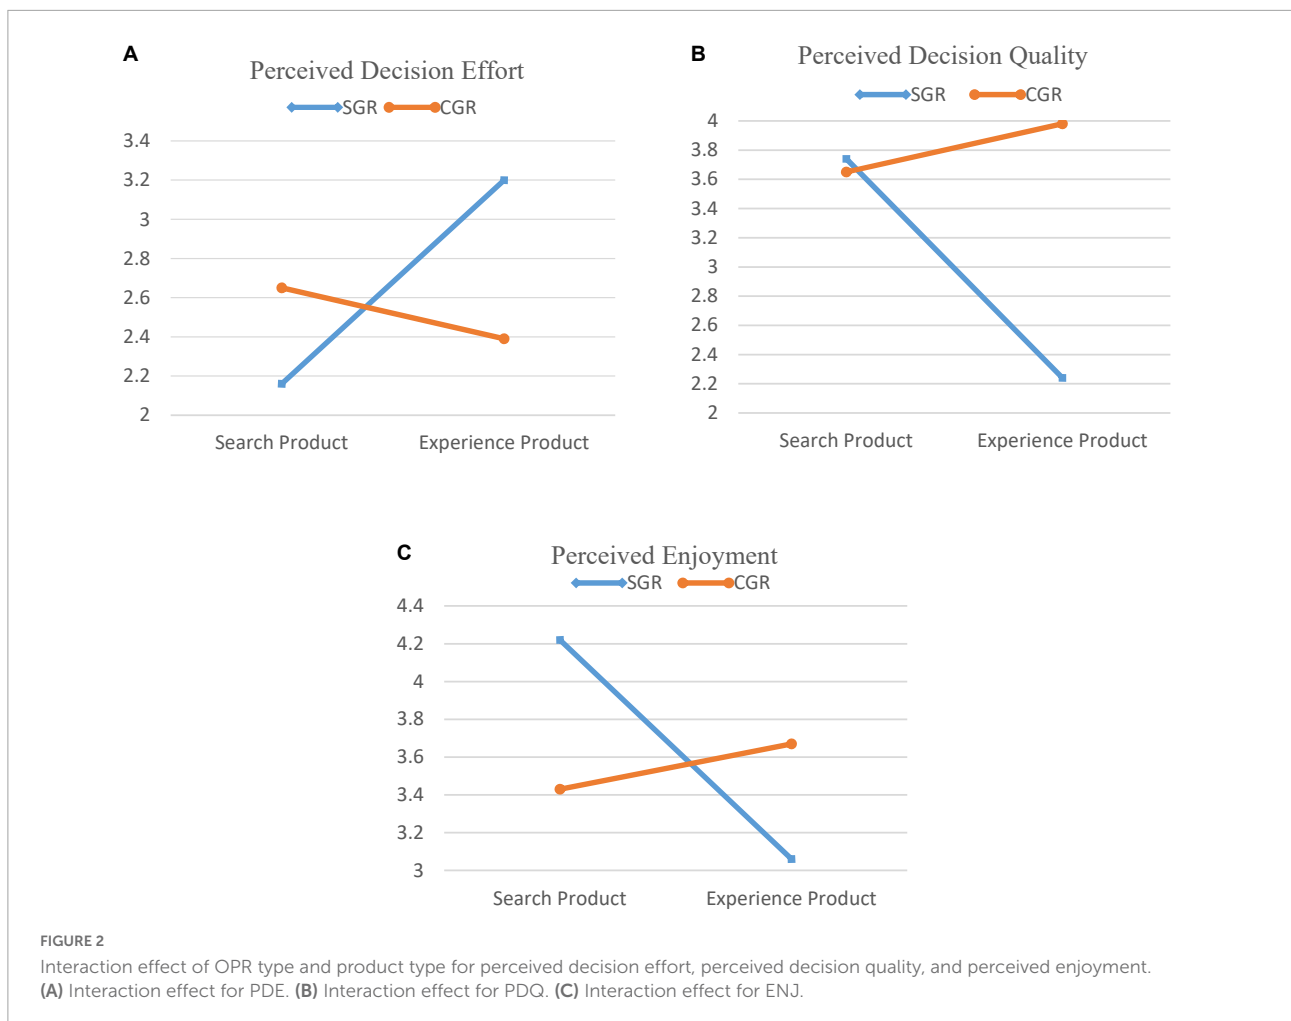 A
Perceived Decision Effort
SGR CGR
3.4
3.2
3
2.8
2.6
2.4
2.2
2
Search Product Experience Product
B
Perceived Decision Quality
SGR CGR
4
3.8
3.6
3.4
3.2
3
2.8
2.6
2.4
2.2
2
Search Product Experience Product
C
Perceived Enjoyment
SGR CGR
4.4
4.2
4
3.8
3.6
3.4
3.2
3
Search Product Experience Product
FIGURE 2
Interaction effect of OPR type and product type for perceived decision effort, perceived decision quality, and perceived enjoyment.
(A) Interaction effect for PDE. (B) Interaction effect for PDQ. (C) Interaction effect for ENJ.